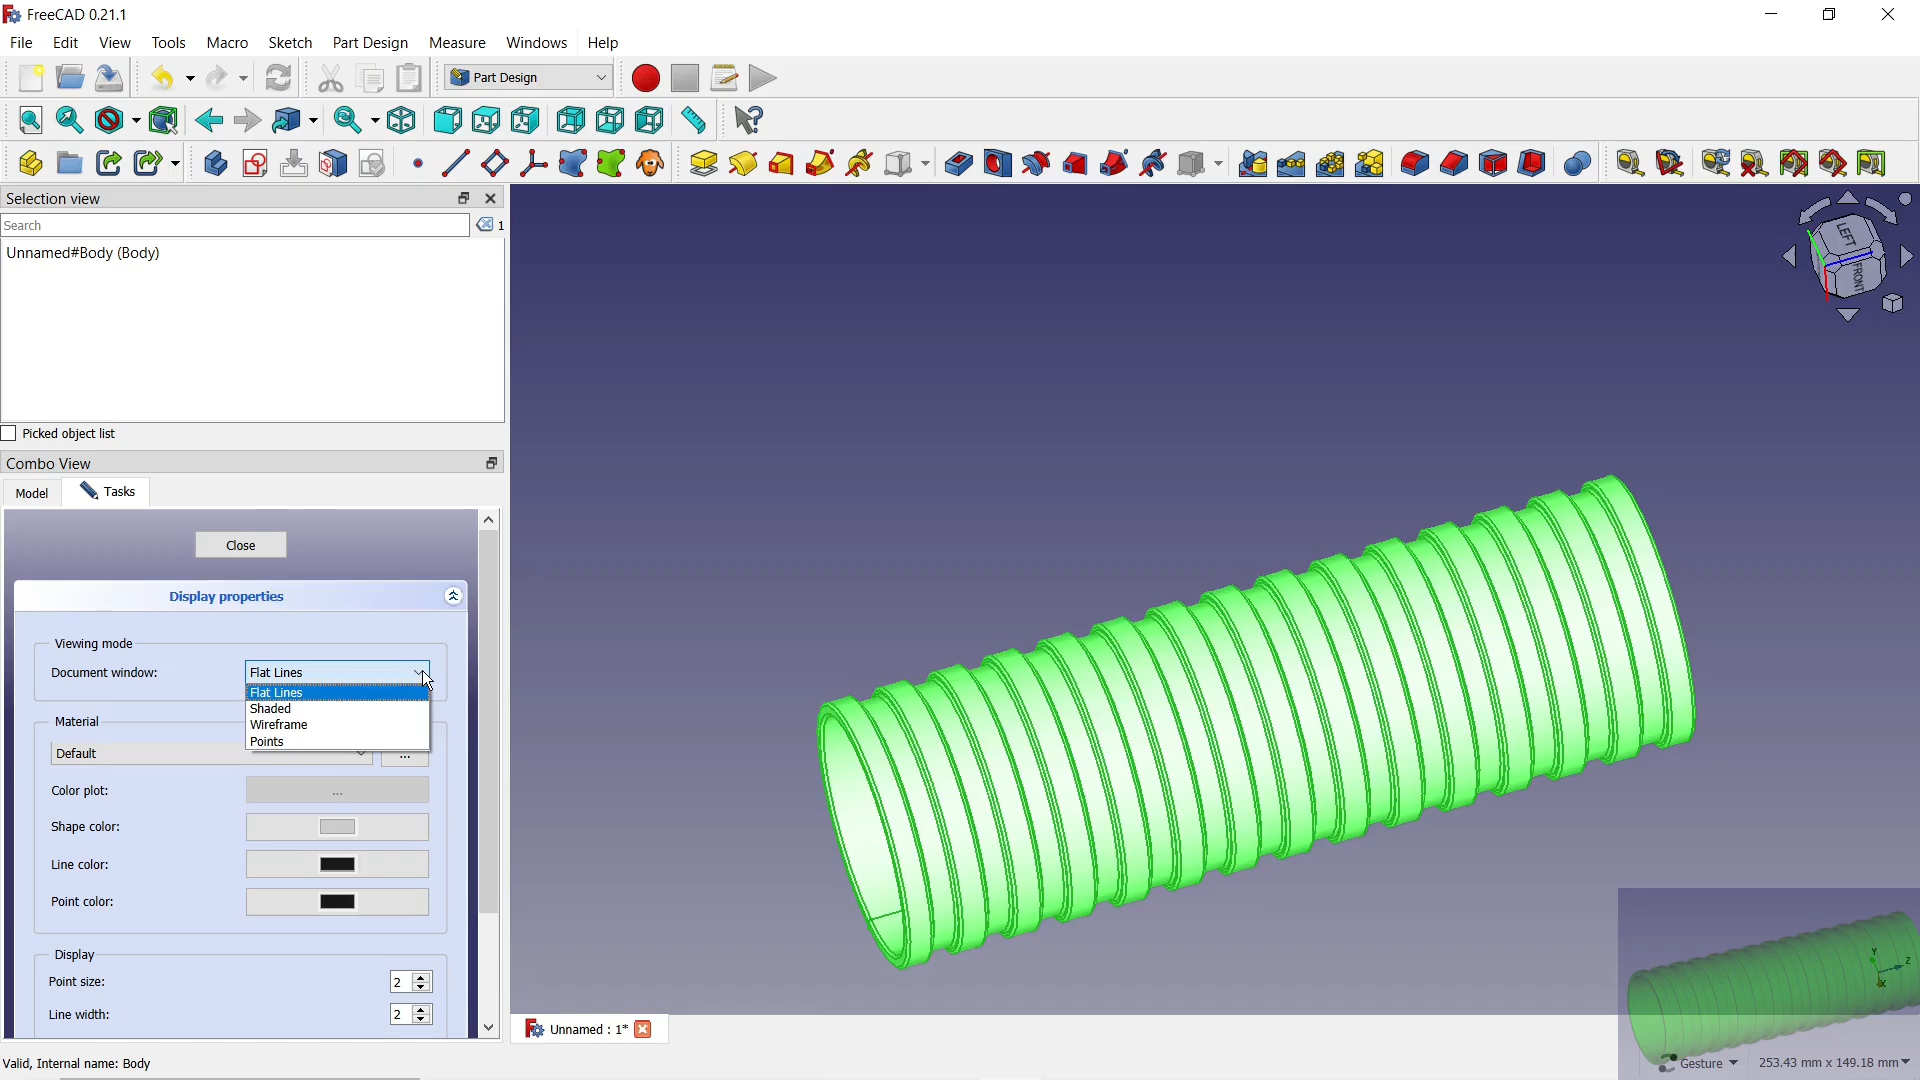 FreeCAD 0.21.1
File Edit View Tools Macro Sketch Part Design Measure Windows Help
Part Design
Selection view
Search
1
Unnamed#Body (Body)
Picked object list
Combo View
Model Tasks
Close
Display properties
Viewing mode
Document window: Flat Lines
Flat Lines
Shaded
Wireframe
Points
Material
Default ...
Color plot: ...
Shape color:
Line color:
Point color:
Display
Point size: 2
Line width: 2
LEFT
FRONT
Y
Z
X
Unnamed : 1*
Valid, Internal name: Body
Gesture 253.43 mm x 149.18 mm